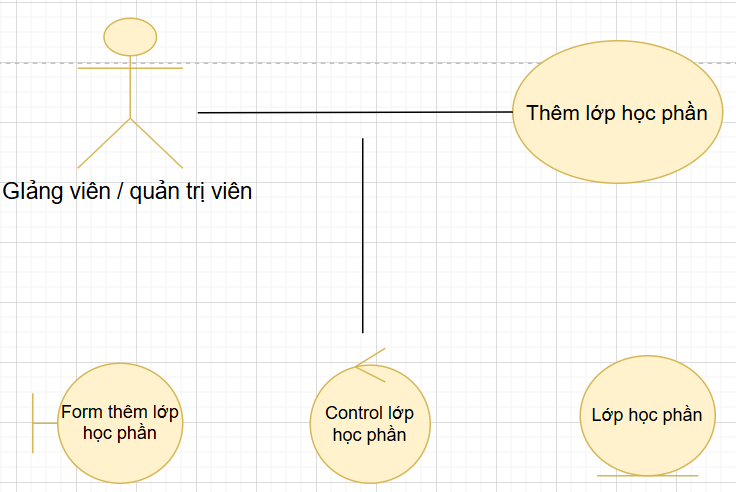 Thêm lớp học phần
GIảng viên / quản trị viên
Form thêm lớp
học phần
Control lớp
học phần
Lớp học phần